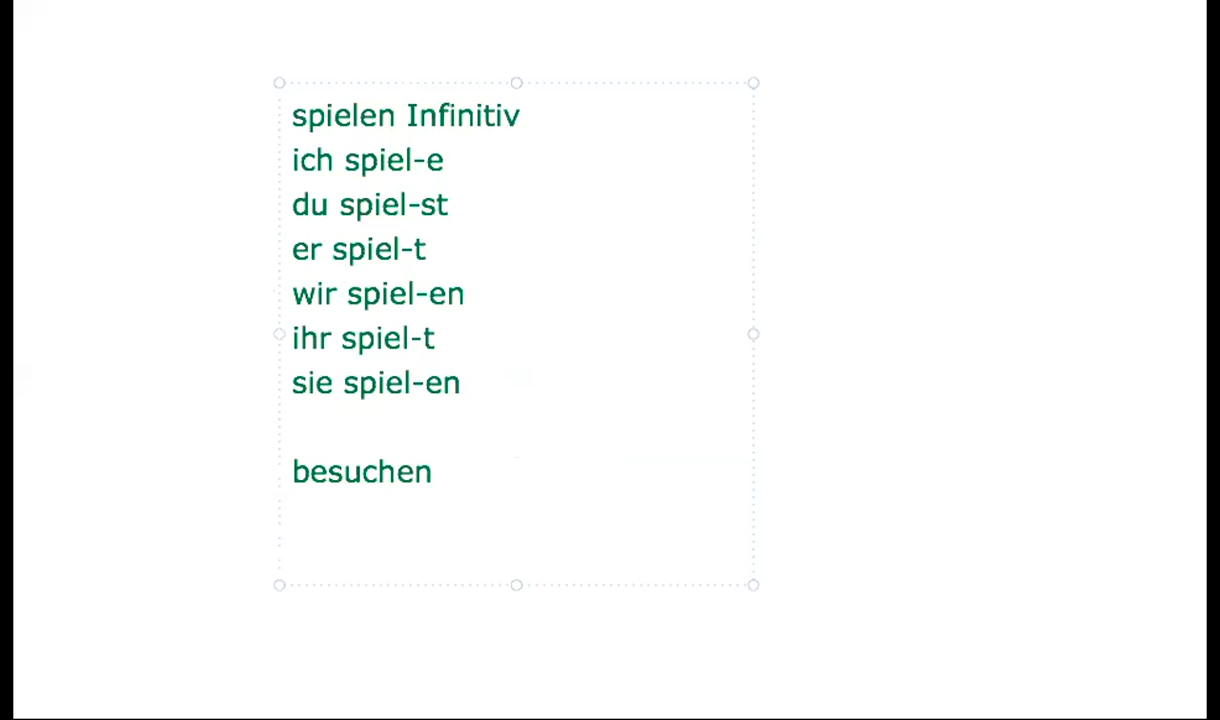 spielen Infinitiv
ich spiel-e
du spiel-st
er spiel-t
wir spiel-en
ihr spiel-t
sie spiel-en
besuchen